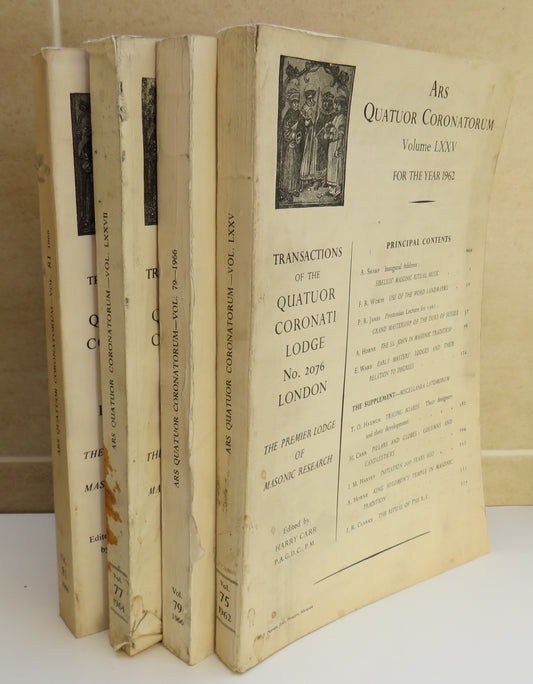 ARS QUATUOR CORONATORUM—VOL. 81 1968
ARS QUATUOR CORONATORUM—VOL. LXXVII
Vol.
77
1964
ARS QUATUOR CORONATORUM—VOL. 79—1966
Vol.
79
1966
ARS QUATUOR CORONATORUM—VOL. LXXV
Vol.
75
1962
ARS
QUATUOR CORONATORUM
Volume LXXV
FOR THE YEAR 1962
TRANSACTIONS
OF THE
QUATUOR
CORONATI
LODGE
No. 2076
LONDON
THE PREMIER LODGE
OF
MASONIC RESEARCH
Edited by
HARRY CARR
P.A.G.D.C., P.M.
PRINCIPAL CONTENTS
A. SHARP Inaugural Address:
SIBELIUS' MASONIC RITUAL MUSIC
F. R. WORTS USE OF THE WORD LANDMARKS
P. R. JAMES Prestonian Lecture for 1962:
GRAND MASTERSHIP OF THE DUKE OF SUSSEX
A. HORNE THE SS. JOHN IN MASONIC TRADITION
E. WARD EARLY MASTERS' LODGES AND THEIR
RELATION TO DEGREES
THE SUPPLEMENT—MISCELLANEA LATOMORUM
T. O. HAUNCH TRACING BOARDS: Their designers
and their development
H. CARR PILLARS AND GLOBES; COLUMNS AND
CANDLESTICKS
J. M. HARVEY INITIATION 200 YEARS AGO
A. HORNE KING SOLOMON'S TEMPLE IN MASONIC
TRADITION
J. R. CLARKE THE RITUAL OF THE R.A.